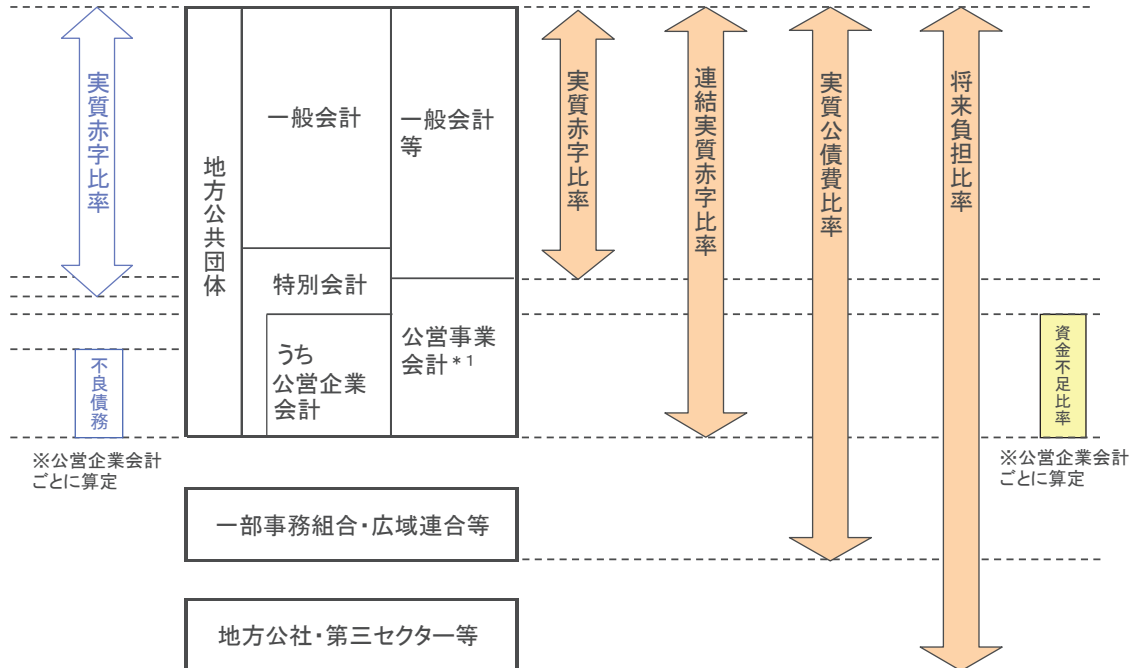 実質赤字比率
不良債務
※公営企業会計
ごとに算定
地方公共団体
一般会計
特別会計
うち
公営企業
会計
一般会計
等
公営事業
会計*1
実質赤字比率
連結実質赤字比率
実質公債費比率
将来負担比率
資金不足比率
※公営企業会計
ごとに算定
一部事務組合・広域連合等
地方公社・第三セクター等